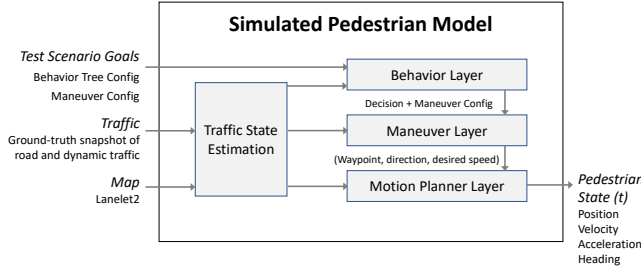 Simulated Pedestrian Model
Test Scenario Goals
Behavior Tree Config
Maneuver Config
Traffic
Ground-truth snapshot of
road and dynamic traffic
Map
Lanelet2
Traffic State
Estimation
Behavior Layer
Decision + Maneuver Config
Maneuver Layer
(Waypoint, direction, desired speed)
Motion Planner Layer
Pedestrian
State (t)
Position
Velocity
Acceleration
Heading